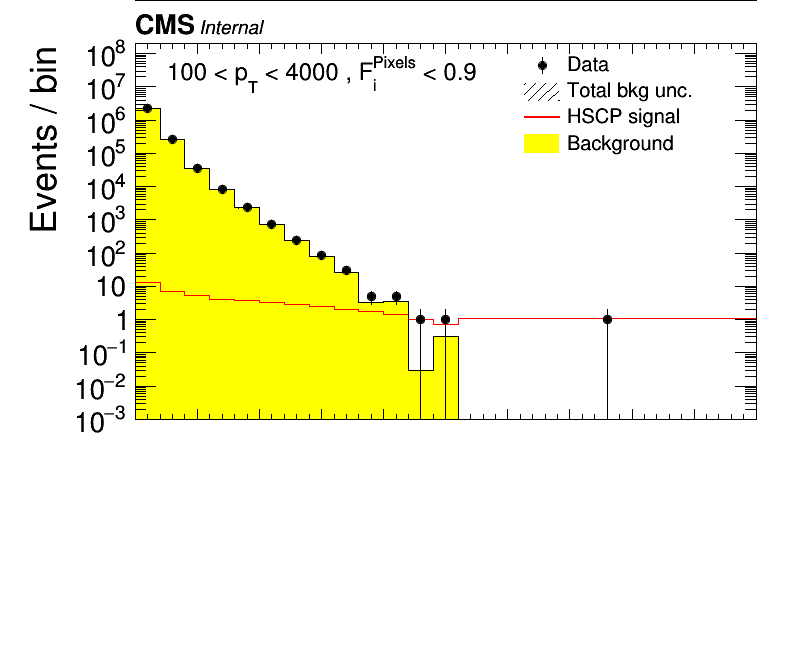 CMS Internal
Events / bin
100 < p_T < 4000 , F_i^Pixels < 0.9
Data
Total bkg unc.
HSCP signal
Background
10^8
10^7
10^6
10^5
10^4
10^3
10^2
10
1
10^−1
10^−2
10^−3